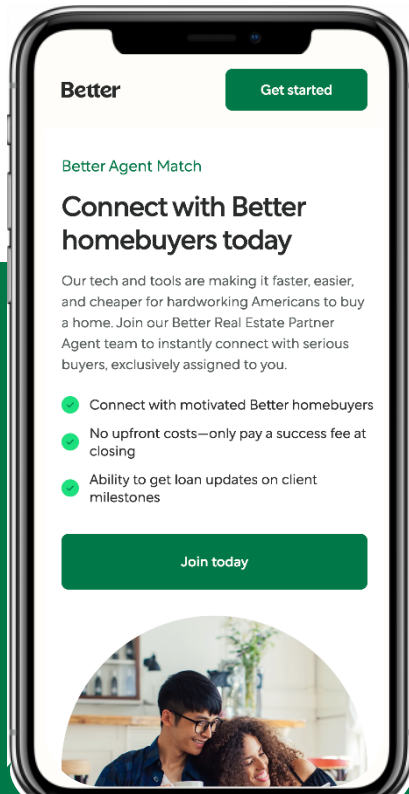 Better
Get started
Better Agent Match
Connect with Better
homebuyers today
Our tech and tools are making it faster, easier,
and cheaper for hardworking Americans to buy
a home. Join our Better Real Estate Partner
Agent team to instantly connect with serious
buyers, exclusively assigned to you.
Connect with motivated Better homebuyers
No upfront costs—only pay a success fee at
closing
Ability to get loan updates on client
milestones
Join today